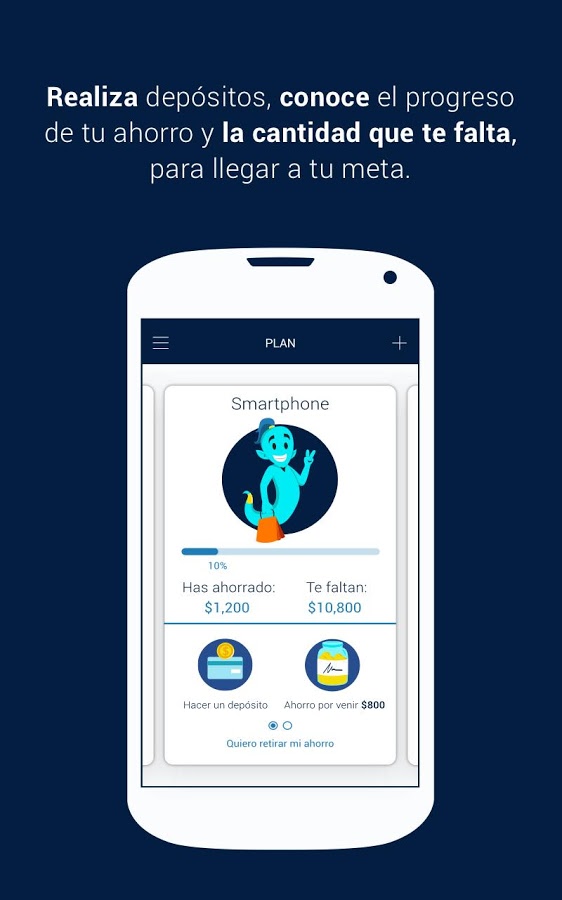 Realiza depósitos, conoce el progreso
de tu ahorro y la cantidad que te falta,
para llegar a tu meta.
PLAN
Smartphone
10%
Has ahorrado: Te faltan:
$1,200 $10,800
Hacer un depósito Ahorro por venir $800
Quiero retirar mi ahorro